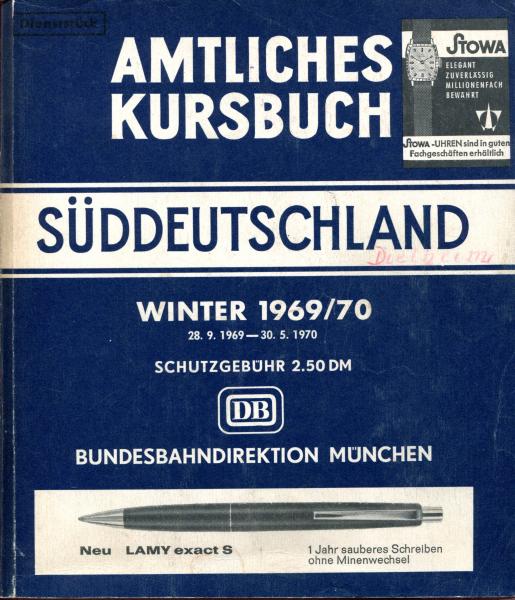 Dienststück
AMTLICHES
KURSBUCH
STOWA
ELEGANT
ZUVERLÄSSIG
MILLIONENFACH
BEWÄHRT
STOWA-UHREN sind in guten
Fachgeschäften erhältlich
SÜDDEUTSCHLAND
Dielheim
WINTER 1969/70
28. 9. 1969 — 30. 5. 1970
SCHUTZGEBÜHR 2.50 DM
DB
BUNDESBAHNDIREKTION MÜNCHEN
Neu LAMY exact S
1 Jahr sauberes Schreiben
ohne Minenwechsel